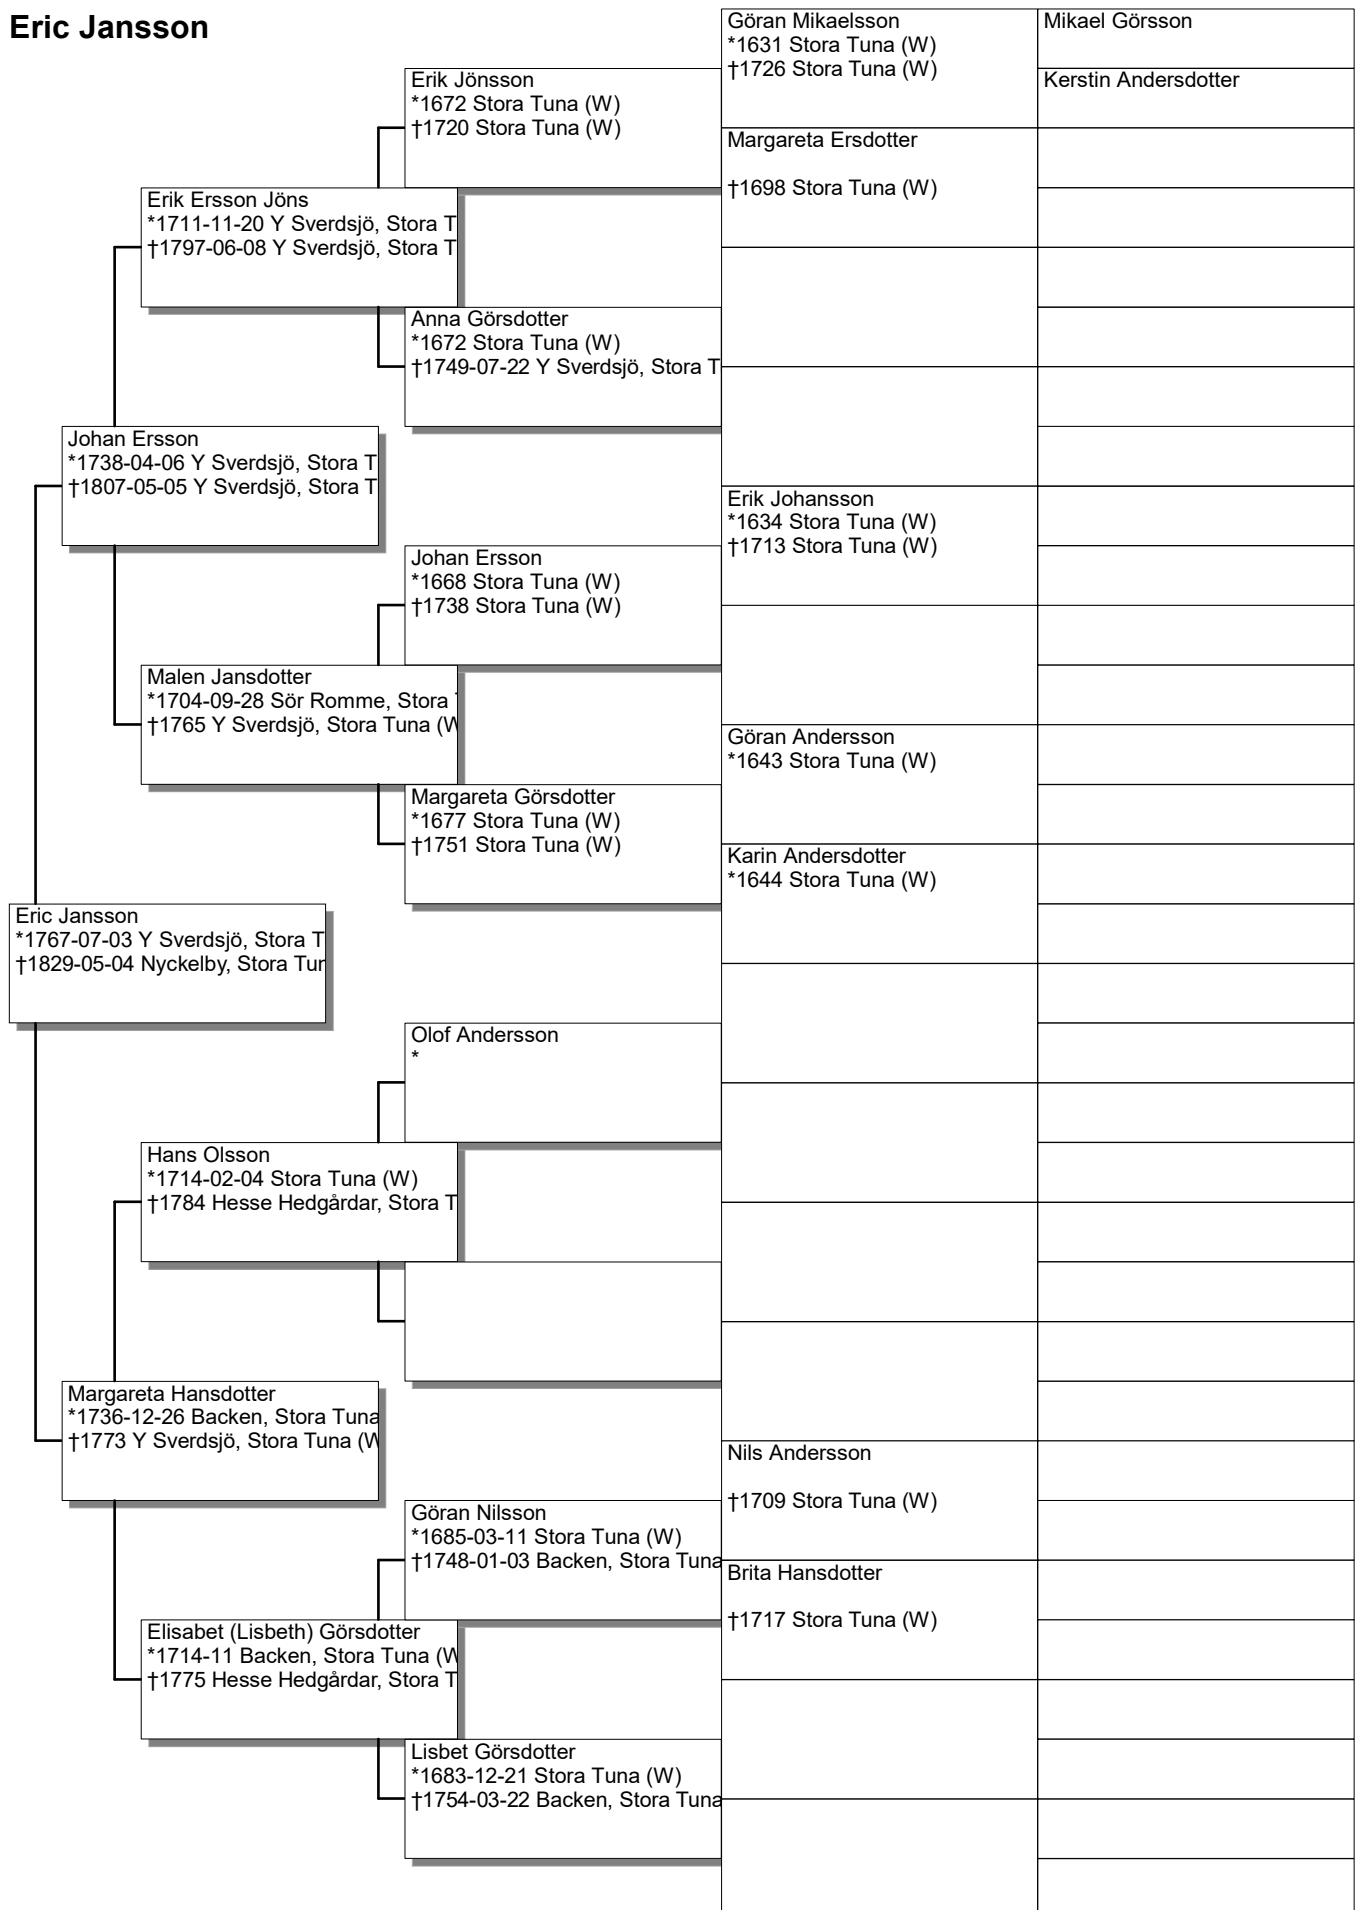 Eric Jansson
Göran Mikaelsson
*1631 Stora Tuna (W)
†1726 Stora Tuna (W)
Mikael Görsson
Kerstin Andersdotter
Erik Jönsson
*1672 Stora Tuna (W)
†1720 Stora Tuna (W)
Margareta Ersdotter
†1698 Stora Tuna (W)
Erik Ersson Jöns
*1711-11-20 Y Sverdsjö, Stora T
†1797-06-08 Y Sverdsjö, Stora T
Anna Görsdotter
*1672 Stora Tuna (W)
†1749-07-22 Y Sverdsjö, Stora T
Johan Ersson
*1738-04-06 Y Sverdsjö, Stora T
†1807-05-05 Y Sverdsjö, Stora T
Erik Johansson
*1634 Stora Tuna (W)
†1713 Stora Tuna (W)
Johan Ersson
*1668 Stora Tuna (W)
†1738 Stora Tuna (W)
Malen Jansdotter
*1704-09-28 Sör Romme, Stora
†1765 Y Sverdsjö, Stora Tuna (W
Göran Andersson
*1643 Stora Tuna (W)
Margareta Görsdotter
*1677 Stora Tuna (W)
†1751 Stora Tuna (W)
Karin Andersdotter
*1644 Stora Tuna (W)
Eric Jansson
*1767-07-03 Y Sverdsjö, Stora T
†1829-05-04 Nyckelby, Stora Tun
Olof Andersson
*
Hans Olsson
*1714-02-04 Stora Tuna (W)
†1784 Hesse Hedgårdar, Stora T
Margareta Hansdotter
*1736-12-26 Backen, Stora Tuna
†1773 Y Sverdsjö, Stora Tuna (W
Nils Andersson
†1709 Stora Tuna (W)
Göran Nilsson
*1685-03-11 Stora Tuna (W)
†1748-01-03 Backen, Stora Tuna
Brita Hansdotter
†1717 Stora Tuna (W)
Elisabet (Lisbeth) Görsdotter
*1714-11 Backen, Stora Tuna (W
†1775 Hesse Hedgårdar, Stora T
Lisbet Görsdotter
*1683-12-21 Stora Tuna (W)
†1754-03-22 Backen, Stora Tuna